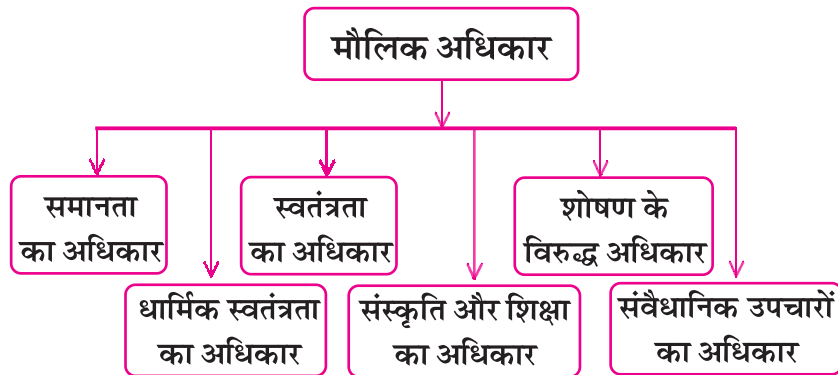 मौलिक अधिकार
समानता
का अधिकार
स्वतंत्रता
का अधिकार
शोषण के
विरुद्ध अधिकार
धार्मिक स्वतंत्रता
का अधिकार
संस्कृति और शिक्षा
का अधिकार
संवैधानिक उपचारों
का अधिकार